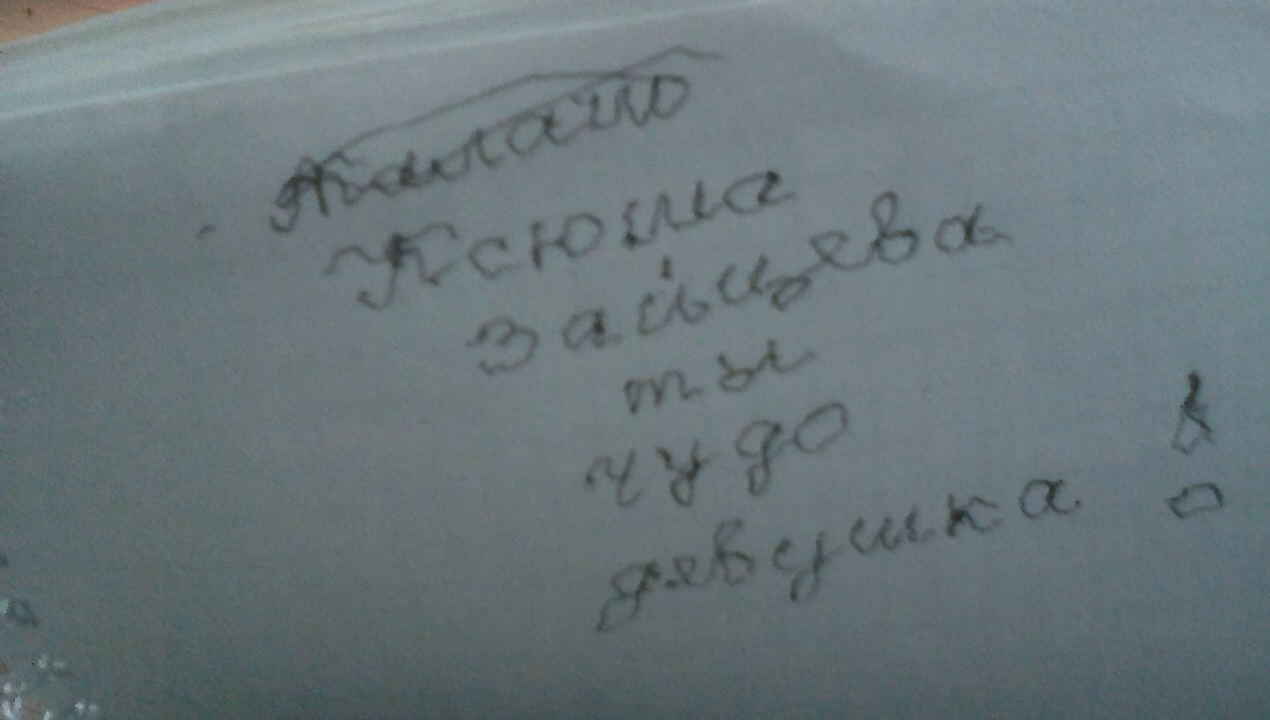 Ксюша
Зайцева
ты
чудо
девушка!